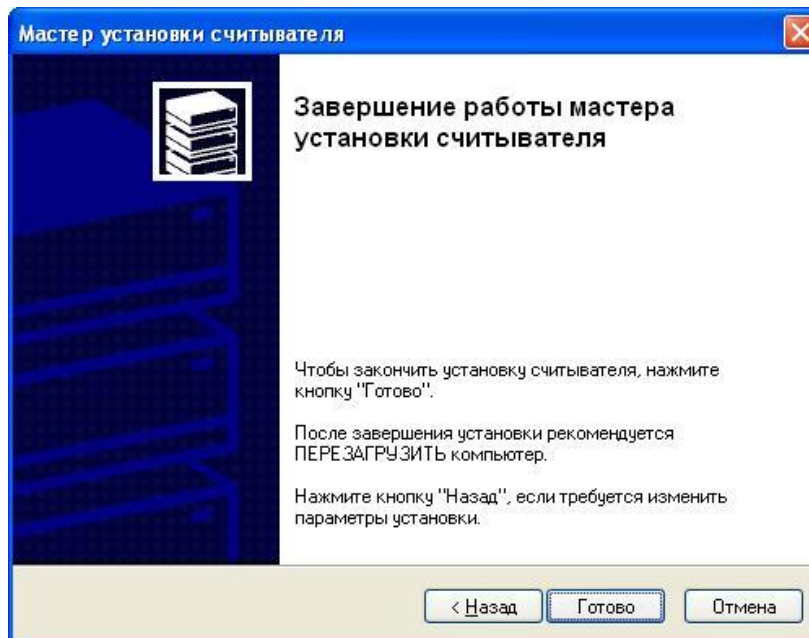 Мастер установки считывателя
Завершение работы мастера
установки считывателя
Чтобы закончить установку считывателя, нажмите
кнопку "Готово".
После завершения установки рекомендуется
ПЕРЕЗАГРУЗИТЬ компьютер.
Нажмите кнопку "Назад", если требуется изменить
параметры установки.
< Назад
Готово
Отмена